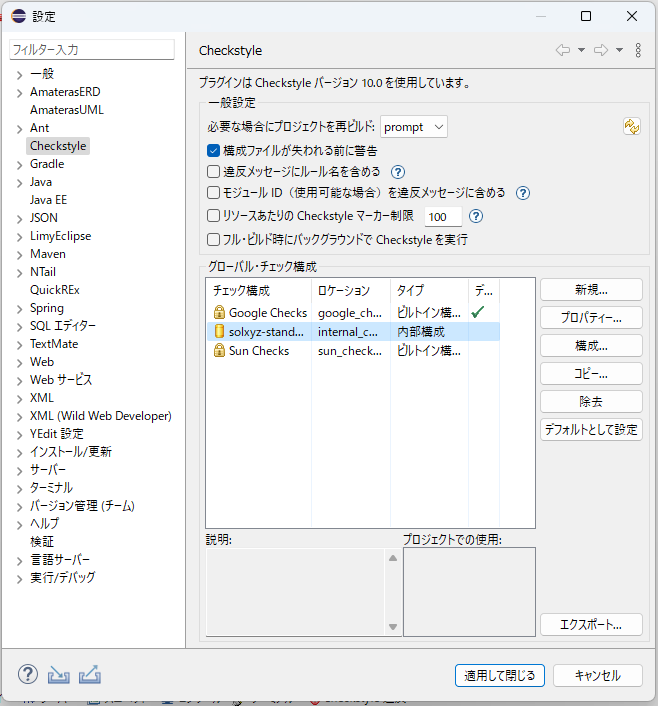 設定
フィルター入力
一般
AmaterasERD
AmaterasUML
Ant
Checkstyle
Gradle
Java
Java EE
JSON
LimyEclipse
Maven
NTail
QuickREx
Spring
SQL エディター
TextMate
Web
Web サービス
XML
XML (Wild Web Developer)
YEdit 設定
インストール/更新
サーバー
ターミナル
バージョン管理 (チーム)
ヘルプ
検証
言語サーバー
実行/デバッグ
Checkstyle
プラグインは Checkstyle バージョン 10.0 を使用しています。
一般設定
必要な場合にプロジェクトを再ビルド: prompt
構成ファイルが失われる前に警告
違反メッセージにルール名を含める
モジュール ID（使用可能な場合）を違反メッセージに含める
リソースあたりの Checkstyle マーカー制限 100
フル・ビルド時にバックグラウンドで Checkstyle を実行
グローバル・チェック構成
チェック構成 ロケーション タイプ デ...
Google Checks google_ch... ビルトイン構...
solxyz-stand... internal_c... 内部構成
Sun Checks sun_check... ビルトイン構...
新規...
プロパティー...
構成...
コピー...
除去
デフォルトとして設定
説明: プロジェクトでの使用:
エクスポート...
適用して閉じる キャンセル